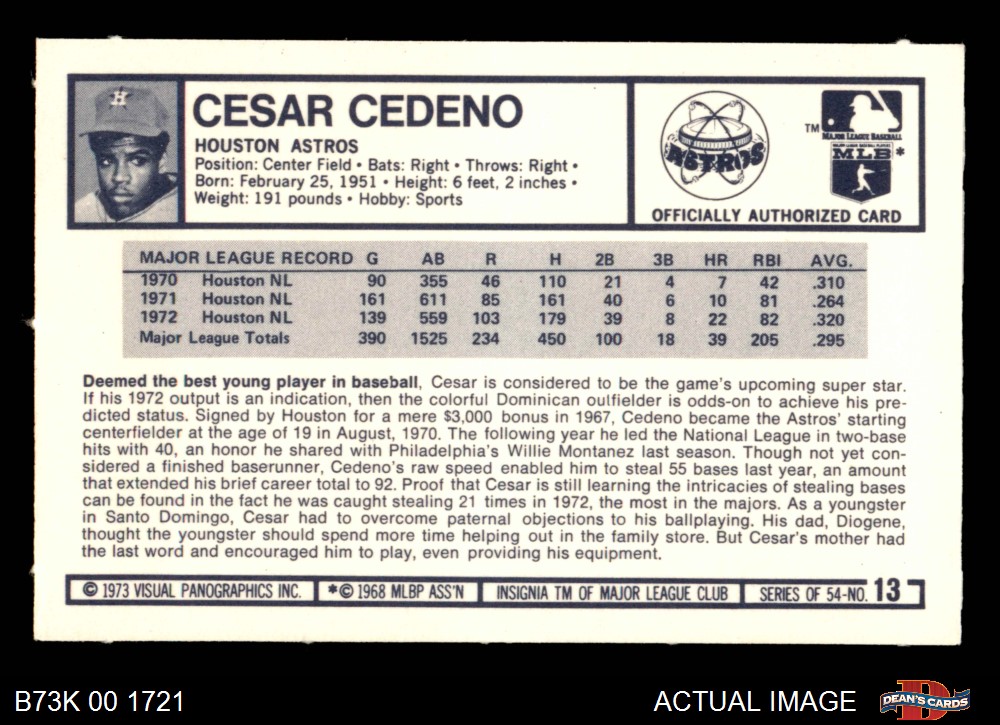 H
CESAR CEDENO
HOUSTON ASTROS
Position: Center Field • Bats: Right • Throws: Right •
Born: February 25, 1951 • Height: 6 feet, 2 inches •
Weight: 191 pounds • Hobby: Sports
ASTROS
TM
MAJOR LEAGUE BASEBALL
MAJOR LEAGUE BASEBALL PLAYERS
MLB*
OFFICIALLY AUTHORIZED CARD
MAJOR LEAGUE RECORD G AB R H 2B 3B HR RBI AVG.
1970 Houston NL 90 355 46 110 21 4 7 42 .310
1971 Houston NL 161 611 85 161 40 6 10 81 .264
1972 Houston NL 139 559 103 179 39 8 22 82 .320
Major League Totals 390 1525 234 450 100 18 39 205 .295
Deemed the best young player in baseball, Cesar is considered to be the game's upcoming super star.
If his 1972 output is an indication, then the colorful Dominican outfielder is odds-on to achieve his pre-
dicted status. Signed by Houston for a mere $3,000 bonus in 1967, Cedeno became the Astros' starting
centerfielder at the age of 19 in August, 1970. The following year he led the National League in two-base
hits with 40, an honor he shared with Philadelphia's Willie Montanez last season. Though not yet con-
sidered a finished baserunner, Cedeno's raw speed enabled him to steal 55 bases last year, an amount
that extended his brief career total to 92. Proof that Cesar is still learning the intricacies of stealing bases
can be found in the fact he was caught stealing 21 times in 1972, the most in the majors. As a youngster
in Santo Domingo, Cesar had to overcome paternal objections to his ballplaying. His dad, Diogene,
thought the youngster should spend more time helping out in the family store. But Cesar's mother had
the last word and encouraged him to play, even providing his equipment.
© 1973 VISUAL PANOGRAPHICS INC. *© 1968 MLBP ASS'N INSIGNIA TM OF MAJOR LEAGUE CLUB SERIES OF 54-NO. 13
B73K 00 1721
ACTUAL IMAGE
DEAN'S CARDS